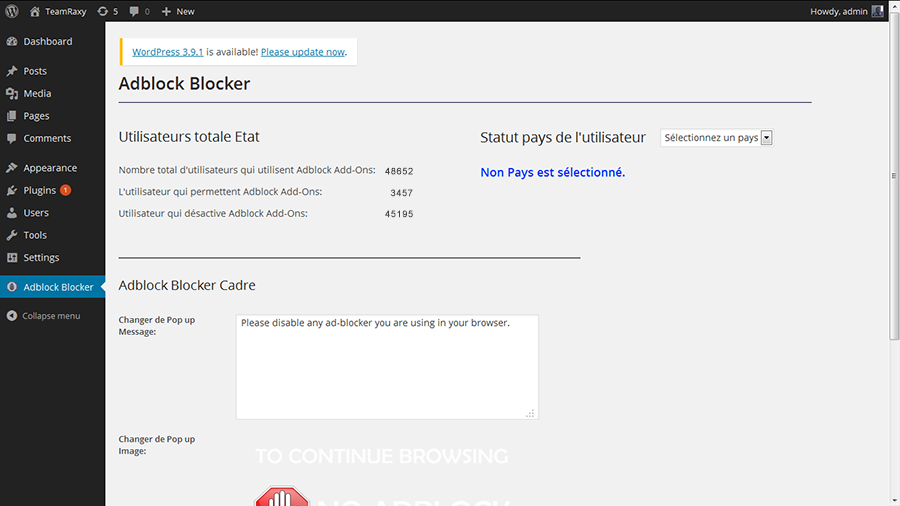 TeamRaxy 5 0 New Howdy, admin
Dashboard
Posts
Media
Pages
Comments
Appearance
Plugins 1
Users
Tools
Settings
Adblock Blocker
Collapse menu
WordPress 3.9.1 is available! Please update now.
Adblock Blocker
Utilisateurs totale Etat
Nombre total d'utilisateurs qui utilisent Adblock Add-Ons: 48652
L'utilisateur qui permettent Adblock Add-Ons: 3457
Utilisateur qui désactive Adblock Add-Ons: 45195
Statut pays de l'utilisateur Sélectionnez un pays
Non Pays est sélectionné.
Adblock Blocker Cadre
Changer de Pop up
Message:
Please disable any ad-blocker you are using in your browser.
Changer de Pop up
Image:
TO CONTINUE BROWSING
NO ADBLOCK